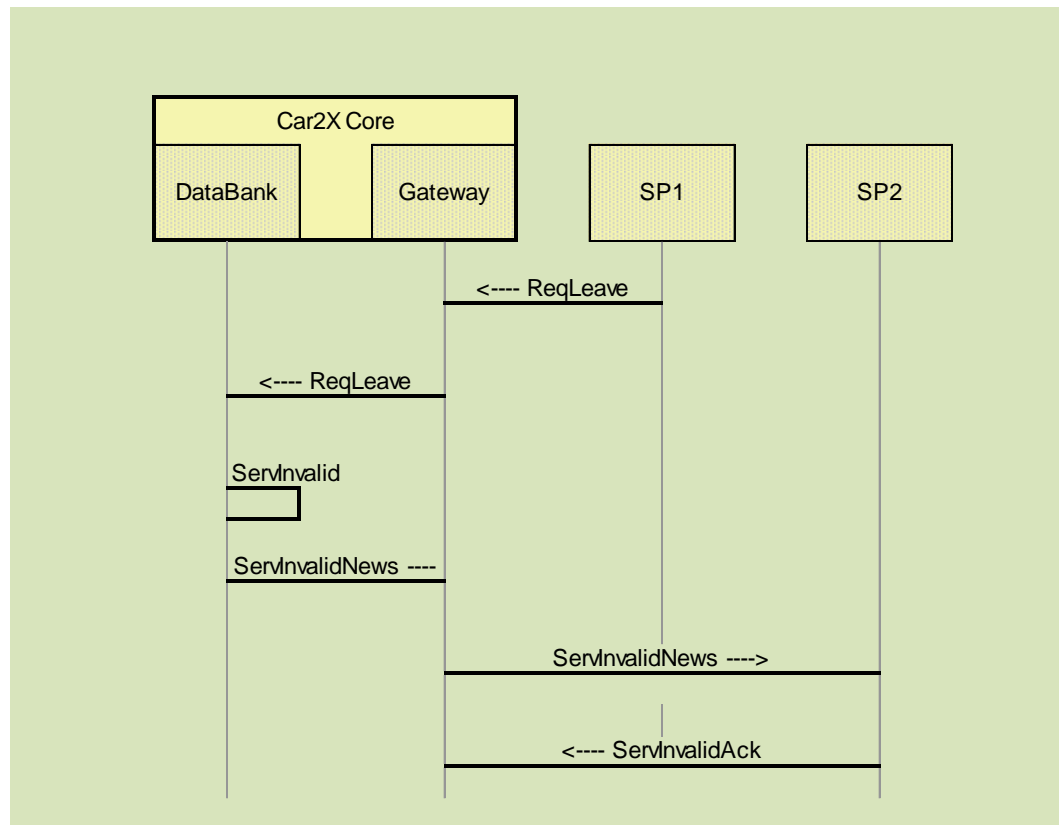 Car2X Core
DataBank
Gateway
SP1
SP2
<---- ReqLeave
<---- ReqLeave
ServInvalid
ServInvalidNews ----
ServInvalidNews ---->
<---- ServInvalidAck